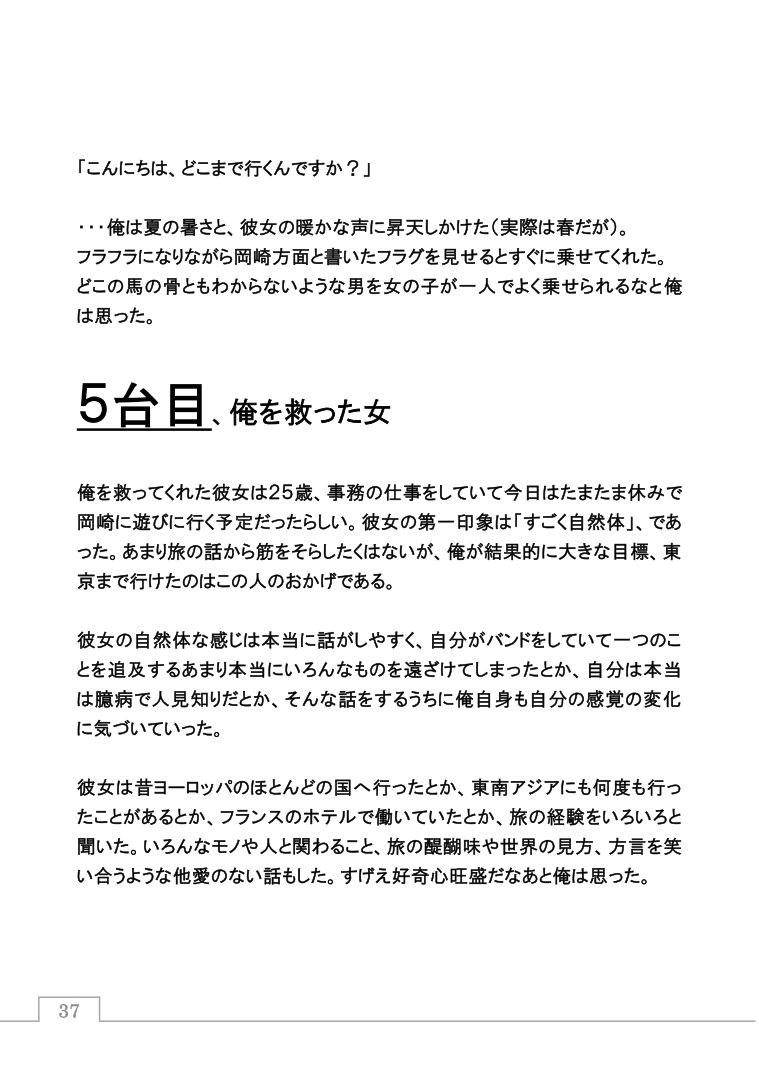 「こんにちは、どこまで行くんですか？」
・・・俺は夏の暑さと、彼女の暖かな声に昇天しかけた（実際は春だが）。
フラフラになりながら岡崎方面と書いたフラグを見せるとすぐに乗せてくれた。
どこの馬の骨ともわからないような男を女の子が一人でよく乗せられるなと俺
は思った。
5台目、俺を救った女
俺を救ってくれた彼女は25歳、事務の仕事をしていて今日はたまたま休みで
岡崎に遊びに行く予定だったらしい。彼女の第一印象は「すごく自然体」、であ
った。あまり旅の話から筋をそらしたくはないが、俺が結果的に大きな目標、東
京まで行けたのはこの人のおかげである。
彼女の自然体な感じは本当に話がしやすく、自分がバンドをしていて一つのこ
とを追及するあまり本当にいろんなものを遠ざけてしまったとか、自分は本当
は臆病で人見知りだとか、そんな話をするうちに俺自身も自分の感覚の変化
に気づいていった。
彼女は昔ヨーロッパのほとんどの国へ行ったとか、東南アジアにも何度も行っ
たことがあるとか、フランスのホテルで働いていたとか、旅の経験をいろいろと
聞いた。いろんなモノや人と関わること、旅の醍醐味や世界の見方、方言を笑
い合うような他愛のない話もした。すげえ好奇心旺盛だなあと俺は思った。
37